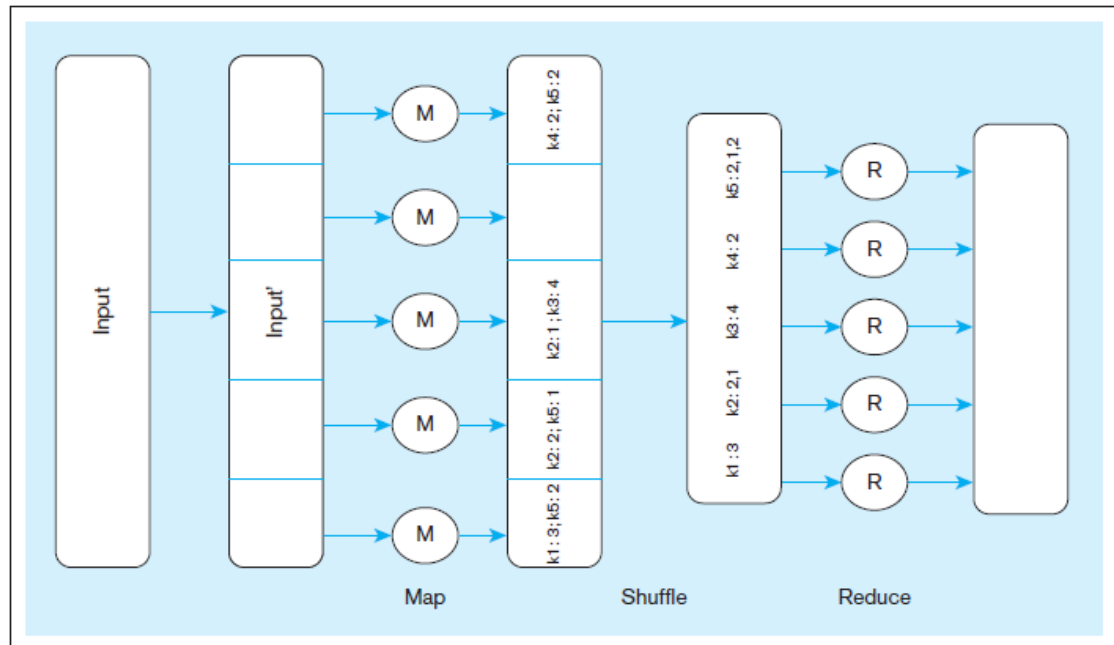 Input
Input'
M
M
M
M
M
k4: 2; k5: 2
k2: 1; k3: 4
k2: 2; k5: 1
k1: 3; k5: 2
k5: 2,1,2
k4: 2
k3: 4
k2: 2,1
k1: 3
R
R
R
R
R
Map
Shuffle
Reduce